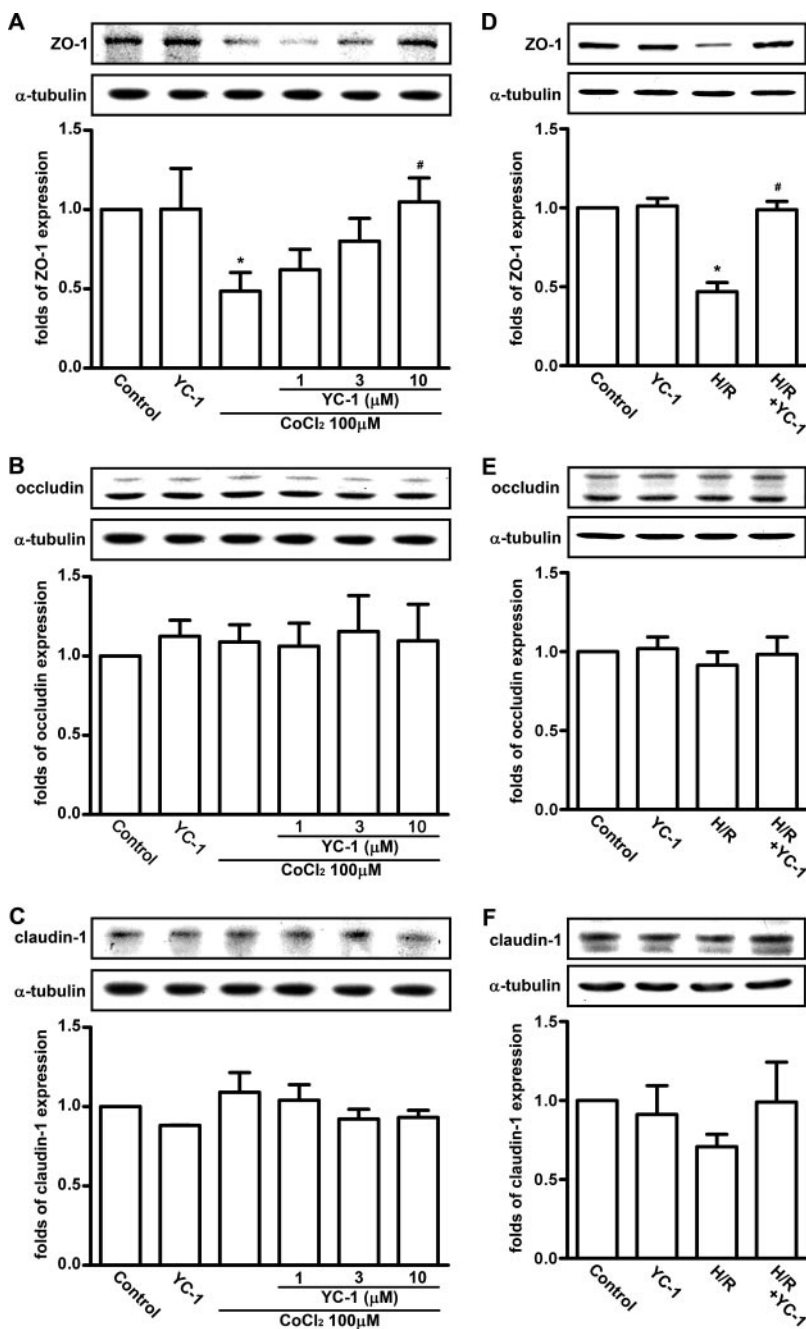 A
ZO-1
α-tubulin
folds of ZO-1 expression
1.5
1.0
0.5
0.0
*
#
Control
YC-1
1 3 10
YC-1 (μM)
CoCl₂ 100μM
D
ZO-1
α-tubulin
folds of ZO-1 expression
1.5
1.0
0.5
0.0
*
#
Control
YC-1
H/R
H/R
+YC-1
B
occludin
α-tubulin
folds of occludin expression
1.5
1.0
0.5
0.0
Control
YC-1
1 3 10
YC-1 (μM)
CoCl₂ 100μM
E
occludin
α-tubulin
folds of occludin expression
1.5
1.0
0.5
0.0
Control
YC-1
H/R
H/R
+YC-1
C
claudin-1
α-tubulin
folds of claudin-1 expression
1.5
1.0
0.5
0.0
Control
YC-1
1 3 10
YC-1 (μM)
CoCl₂ 100μM
F
claudin-1
α-tubulin
folds of claudin-1 expression
1.5
1.0
0.5
0.0
Control
YC-1
H/R
H/R
+YC-1